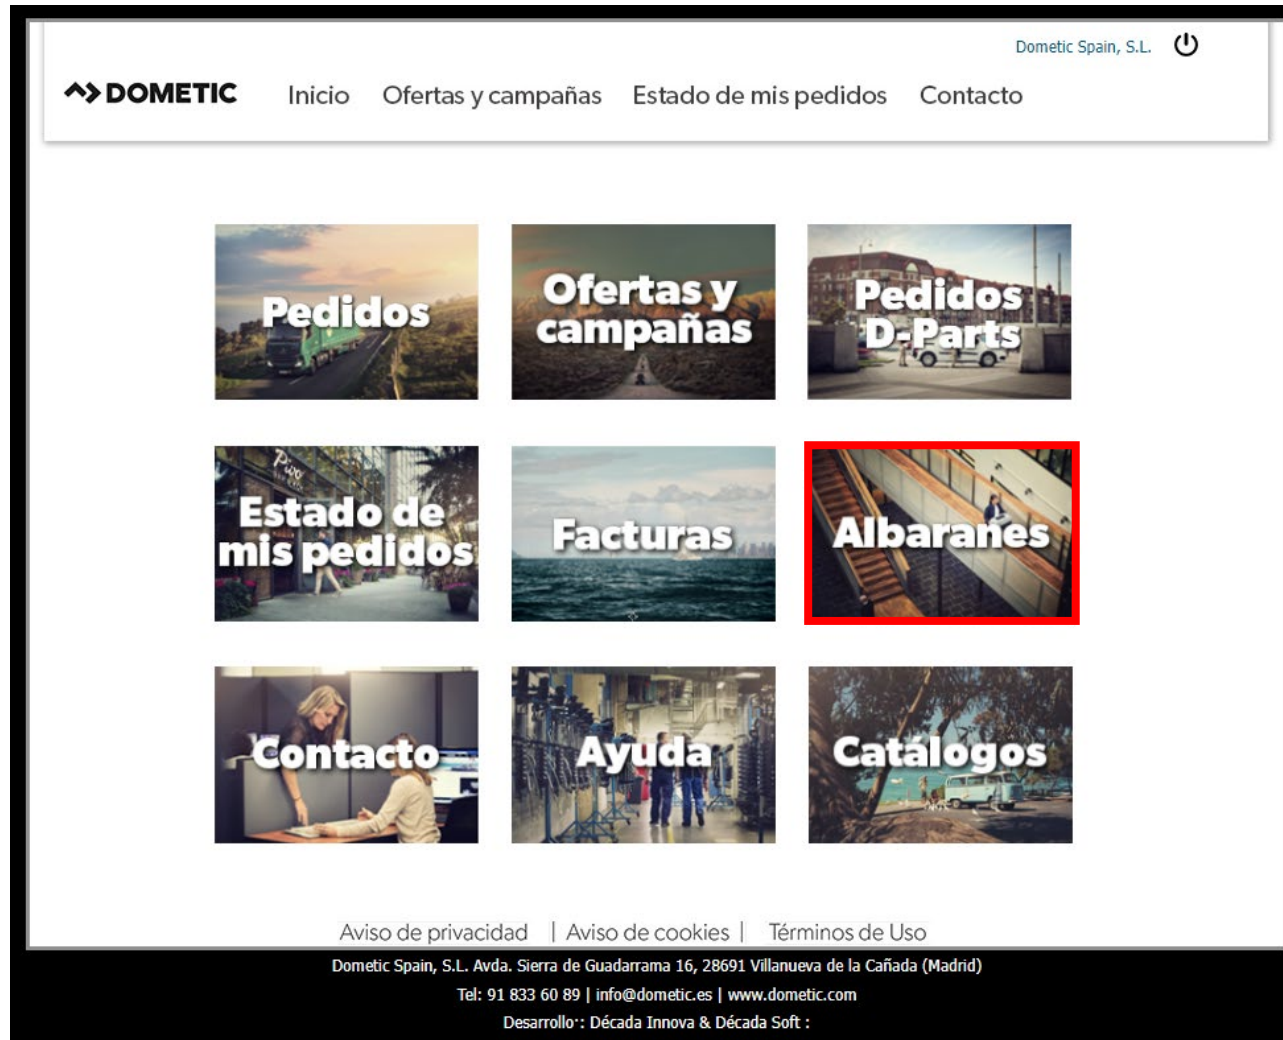 Dometic Spain, S.L.
DOMETIC Inicio Ofertas y campañas Estado de mis pedidos Contacto
Pedidos
Ofertas y
campañas
Pedidos
D-Parts
Pivo
Estado de
mis pedidos
Facturas
Albaranes
Contacto
Ayuda
Catálogos
Aviso de privacidad | Aviso de cookies | Términos de Uso
Dometic Spain, S.L. Avda. Sierra de Guadarrama 16, 28691 Villanueva de la Cañada (Madrid)
Tel: 91 833 60 89 | info@dometic.es | www.dometic.com
Desarrollo·: Década Innova & Década Soft :